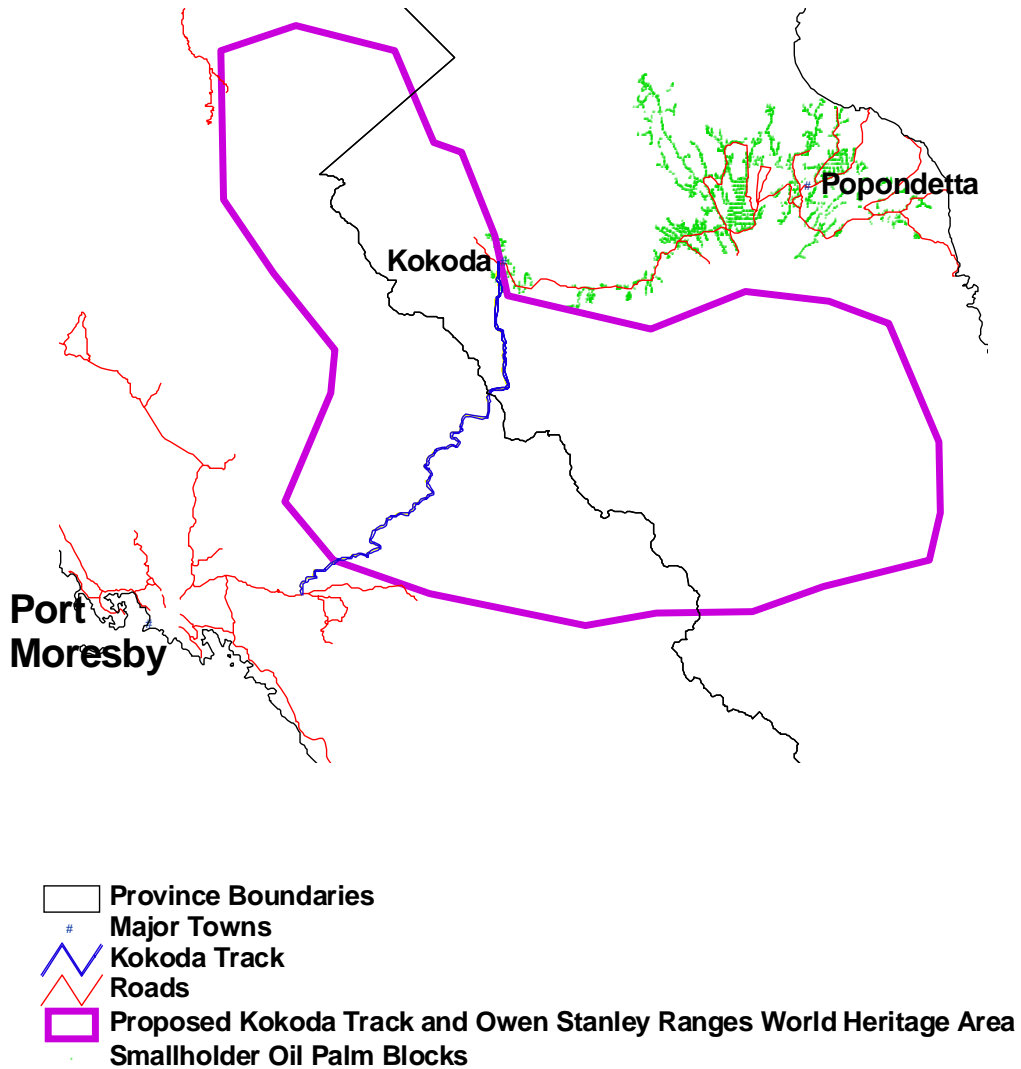 Popondetta
Kokoda
Port
Moresby
Province Boundaries
# Major Towns
Kokoda Track
Roads
Proposed Kokoda Track and Owen Stanley Ranges World Heritage Area
Smallholder Oil Palm Blocks